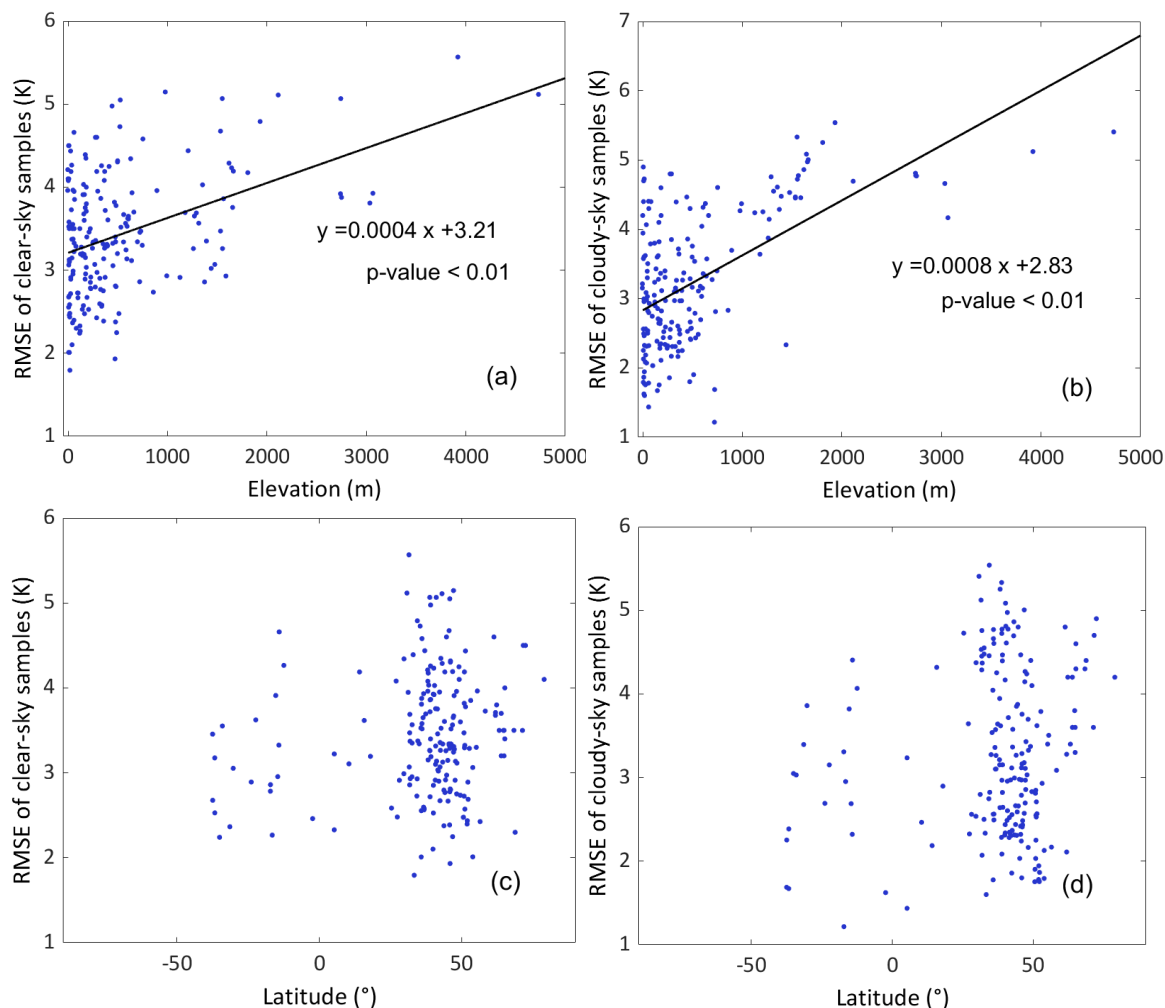 6
5
4
3
2
1
RMSE of clear-sky samples (K)
y =0.0004 x +3.21
p-value < 0.01
(a)
0 1000 2000 3000 4000 5000
Elevation (m)
7
6
5
4
3
2
1
RMSE of cloudy-sky samples (K)
y =0.0008 x +2.83
p-value < 0.01
(b)
0 1000 2000 3000 4000 5000
Elevation (m)
6
5
4
3
2
1
RMSE of clear-sky samples (K)
(c)
-50 0 50
Latitude (°)
6
5
4
3
2
1
RMSE of cloudy-sky samples (K)
(d)
-50 0 50
Latitude (°)